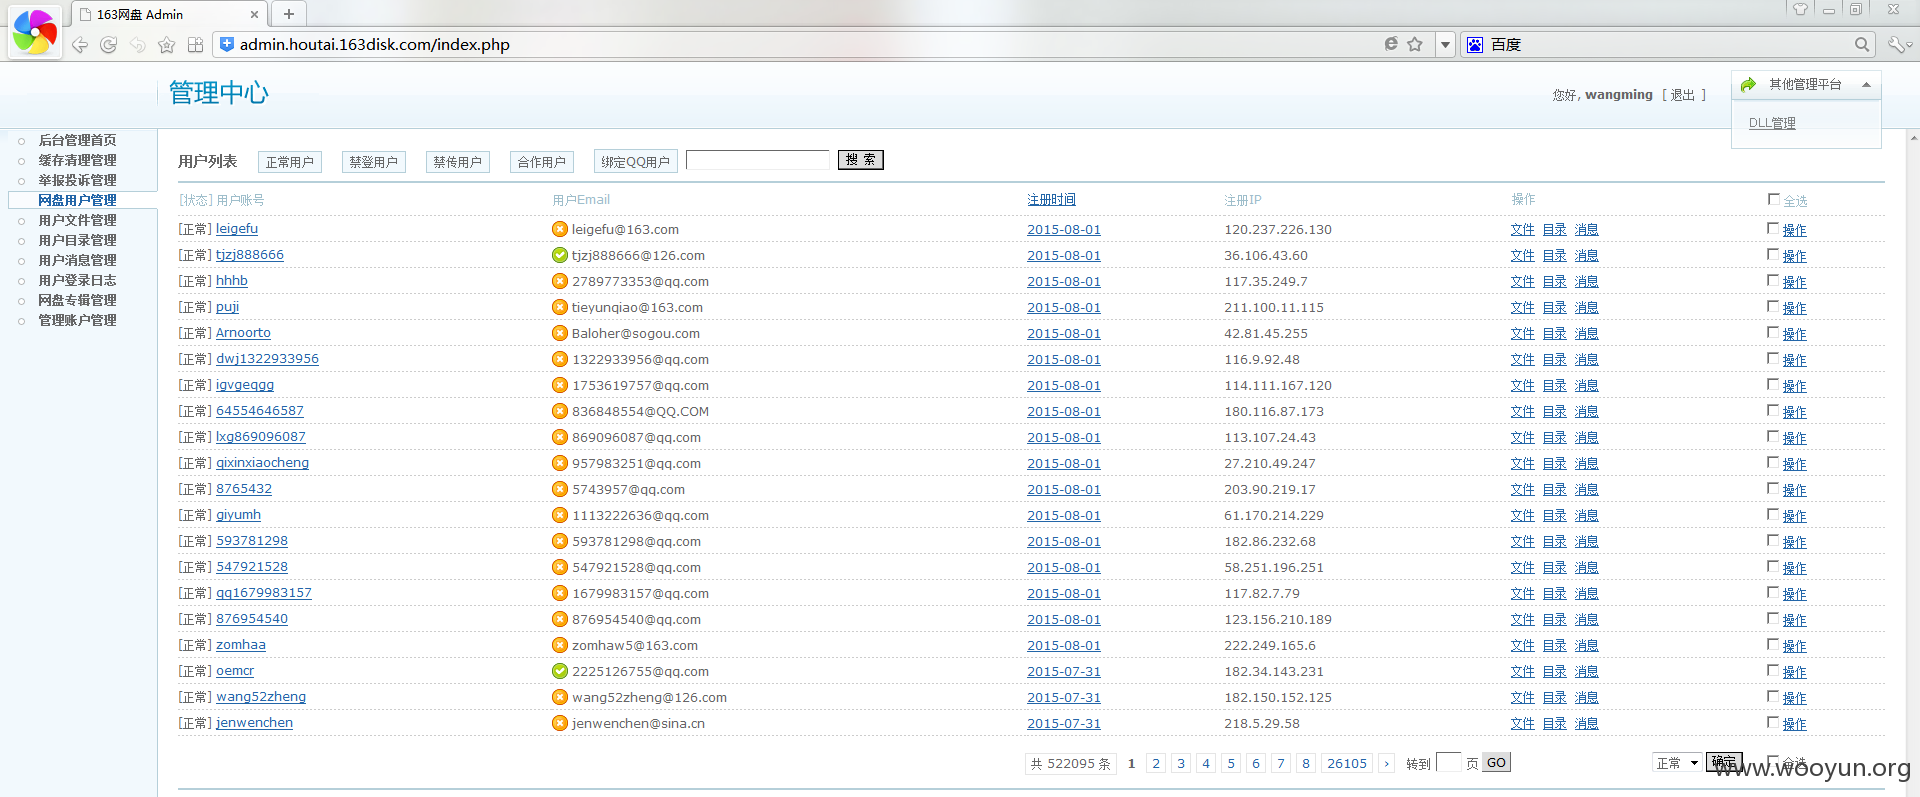 163网盘 Admin
admin.houtai.163disk.com/index.php
百度
管理中心
您好, wangming [ 退出 ]
其他管理平台
DLL管理
后台管理首页
缓存清理管理
举报投诉管理
网盘用户管理
用户文件管理
用户目录管理
用户消息管理
用户登录日志
网盘专辑管理
管理账户管理
用户列表 正常用户 禁登用户 禁传用户 合作用户 绑定QQ用户 搜 索
[状态] 用户账号 用户Email 注册时间 注册IP 操作 全选
[正常] leigefu leigefu@163.com 2015-08-01 120.237.226.130 文件 目录 消息 操作
[正常] tjzj888666 tjzj888666@126.com 2015-08-01 36.106.43.60 文件 目录 消息 操作
[正常] hhhb 2789773353@qq.com 2015-08-01 117.35.249.7 文件 目录 消息 操作
[正常] puji tieyunqiao@163.com 2015-08-01 211.100.11.115 文件 目录 消息 操作
[正常] Arnoorto Baloher@sogou.com 2015-08-01 42.81.45.255 文件 目录 消息 操作
[正常] dwj1322933956 1322933956@qq.com 2015-08-01 116.9.92.48 文件 目录 消息 操作
[正常] igvgeqgg 1753619757@qq.com 2015-08-01 114.111.167.120 文件 目录 消息 操作
[正常] 64554646587 836848554@QQ.COM 2015-08-01 180.116.87.173 文件 目录 消息 操作
[正常] lxg869096087 869096087@qq.com 2015-08-01 113.107.24.43 文件 目录 消息 操作
[正常] qixinxiaocheng 957983251@qq.com 2015-08-01 27.210.49.247 文件 目录 消息 操作
[正常] 8765432 5743957@qq.com 2015-08-01 203.90.219.17 文件 目录 消息 操作
[正常] giyumh 1113222636@qq.com 2015-08-01 61.170.214.229 文件 目录 消息 操作
[正常] 593781298 593781298@qq.com 2015-08-01 182.86.232.68 文件 目录 消息 操作
[正常] 547921528 547921528@qq.com 2015-08-01 58.251.196.251 文件 目录 消息 操作
[正常] qq1679983157 1679983157@qq.com 2015-08-01 117.82.7.79 文件 目录 消息 操作
[正常] 876954540 876954540@qq.com 2015-08-01 123.156.210.189 文件 目录 消息 操作
[正常] zomhaa zomhaw5@163.com 2015-08-01 222.249.165.6 文件 目录 消息 操作
[正常] oemcr 2225126755@qq.com 2015-07-31 182.34.143.231 文件 目录 消息 操作
[正常] wang52zheng wang52zheng@126.com 2015-07-31 182.150.152.125 文件 目录 消息 操作
[正常] jenwenchen jenwenchen@sina.cn 2015-07-31 218.5.29.58 文件 目录 消息 操作
共 522095 条 1 2 3 4 5 6 7 8 26105 › 转到 页 GO 正常 确定 全选
www.wooyun.org